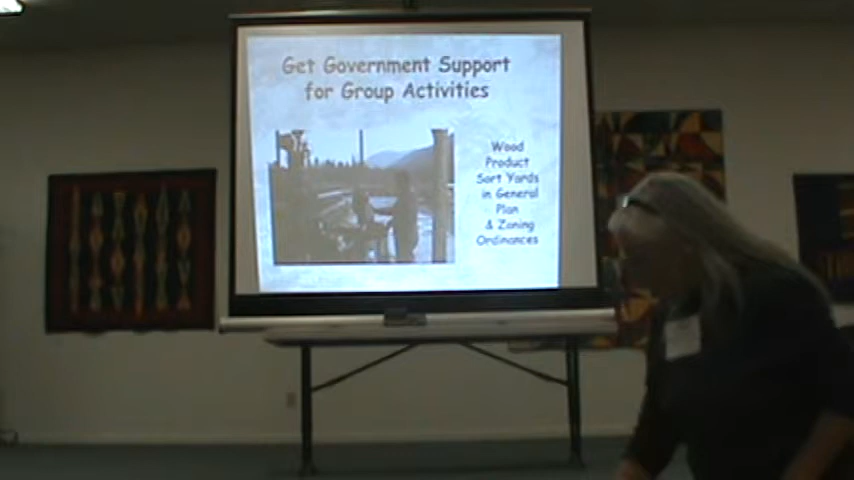 Get Government Support
for Group Activities
Wood
Product
Sort Yards
in General
Plan
& Zoning
Ordinances